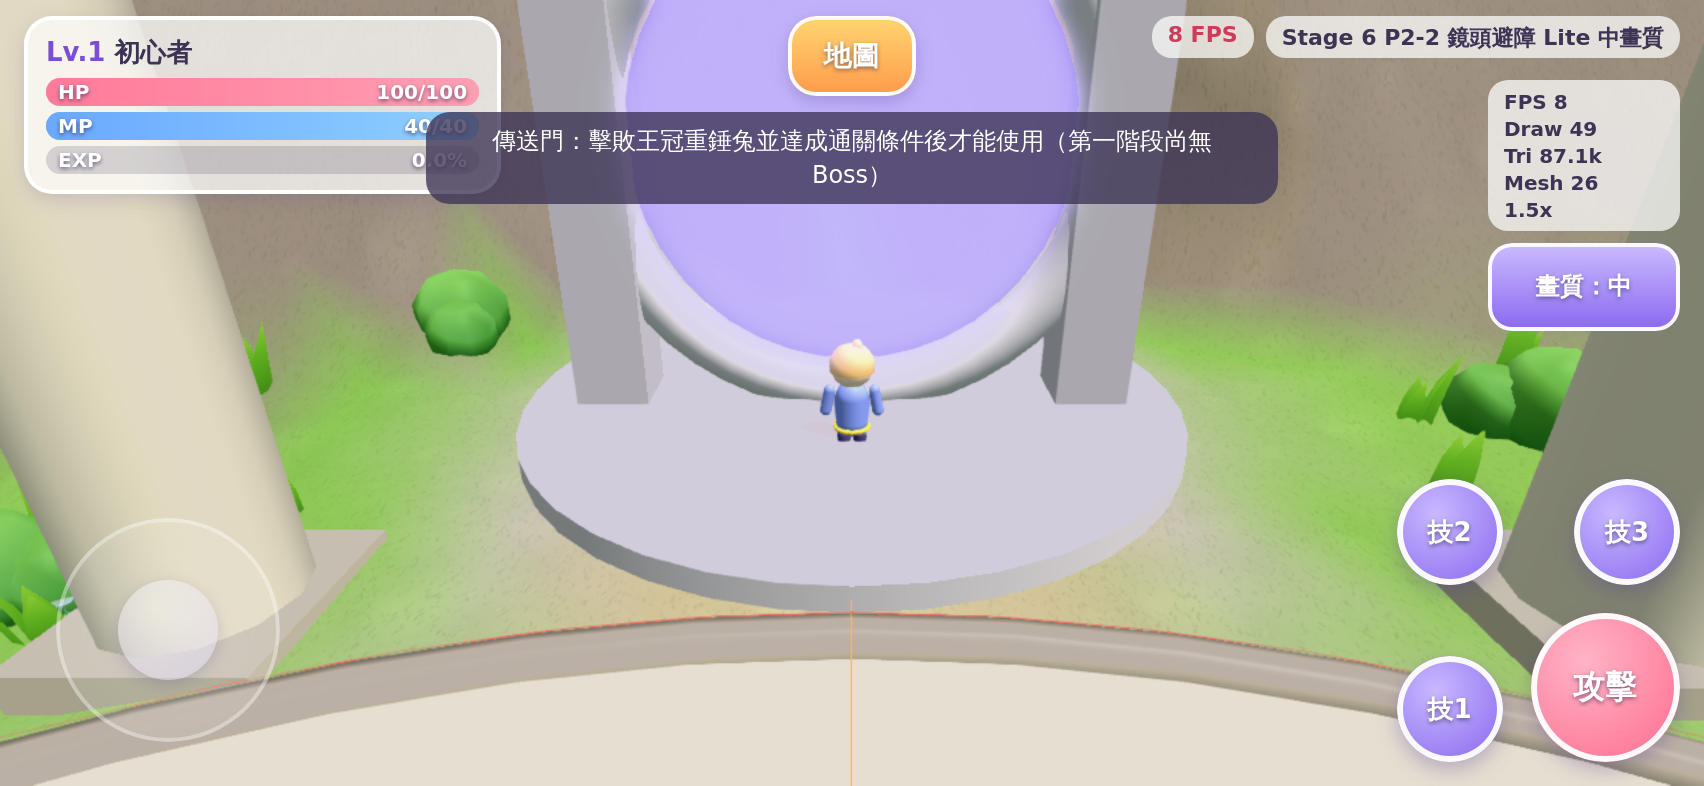 Lv.1 初心者
HP 100/100
MP 40/40
EXP 0.0%
地圖
8 FPS
Stage 6 P2-2 鏡頭避障 Lite 中畫質
傳送門：擊敗王冠重錘兔並達成通關條件後才能使用（第一階段尚無
Boss）
FPS 8
Draw 49
Tri 87.1k
Mesh 26
1.5x
畫質：中
技2
技3
技1
攻擊